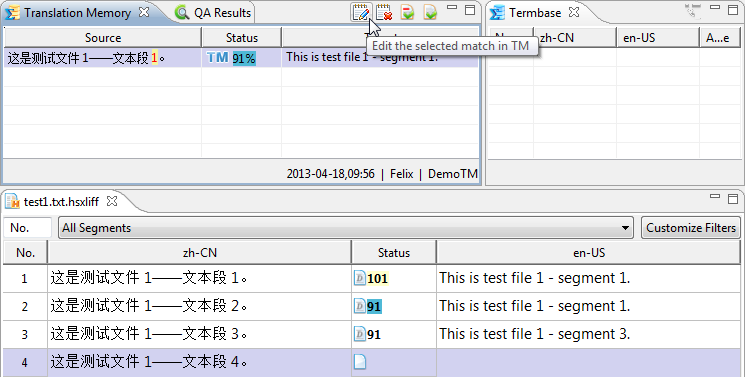 Translation Memory
QA Results
Termbase
Source
Status
Edit the selected match in TM
zh-CN
en-US
A...e
这是测试文件 1——文本段 1。
TM 91%
This is test file 1 - segment 1.
2013-04-18,09:56 | Felix | DemoTM
test1.txt.hsxliff
No.
All Segments
Customize Filters
No.
zh-CN
Status
en-US
1
这是测试文件 1——文本段 1。
101
This is test file 1 - segment 1.
2
这是测试文件 1——文本段 2。
91
This is test file 1 - segment 1.
3
这是测试文件 1——文本段 3。
91
This is test file 1 - segment 3.
4
这是测试文件 1——文本段 4。